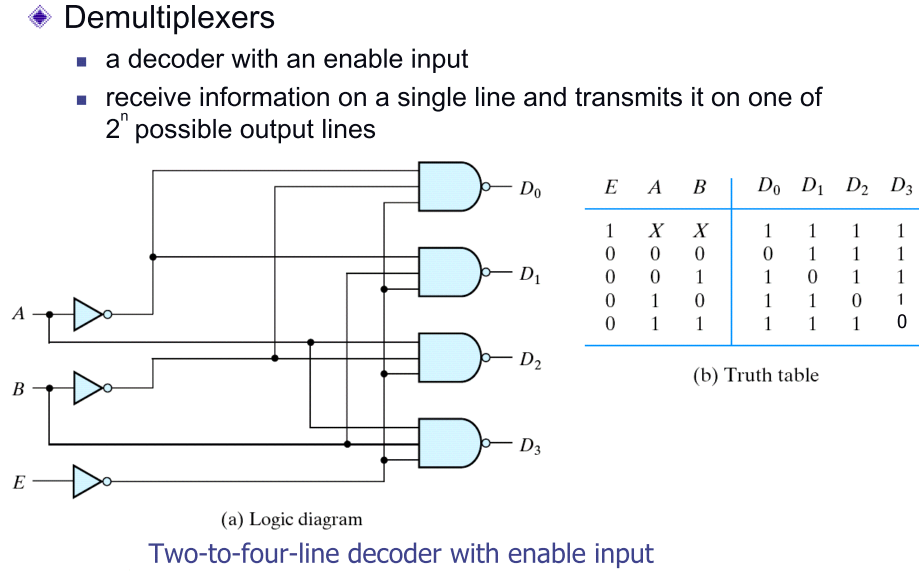 Demultiplexers
a decoder with an enable input
receive information on a single line and transmits it on one of
2ⁿ possible output lines
A
B
E
D₀
D₁
D₂
D₃
(a) Logic diagram
E A B D₀ D₁ D₂ D₃
1 X X 1 1 1 1
0 0 0 0 1 1 1
0 0 1 1 0 1 1
0 1 0 1 1 0 1
0 1 1 1 1 1 0
(b) Truth table
Two-to-four-line decoder with enable input